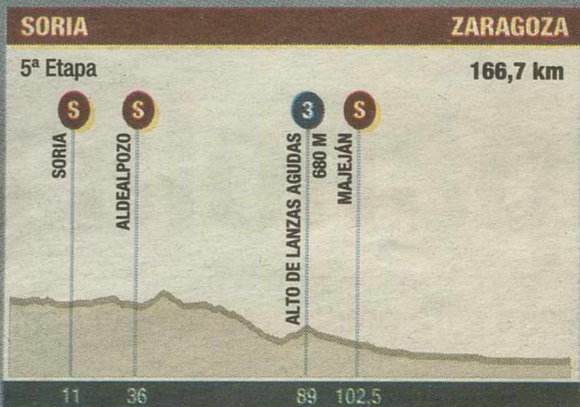 SORIA ZARAGOZA
5ª Etapa 166,7 km
S S 3 S
SORIA
ALDEALPOZO
ALTO DE LANZAS AGUDAS
680 M
MAJEJÁN
11 36 89 102,5